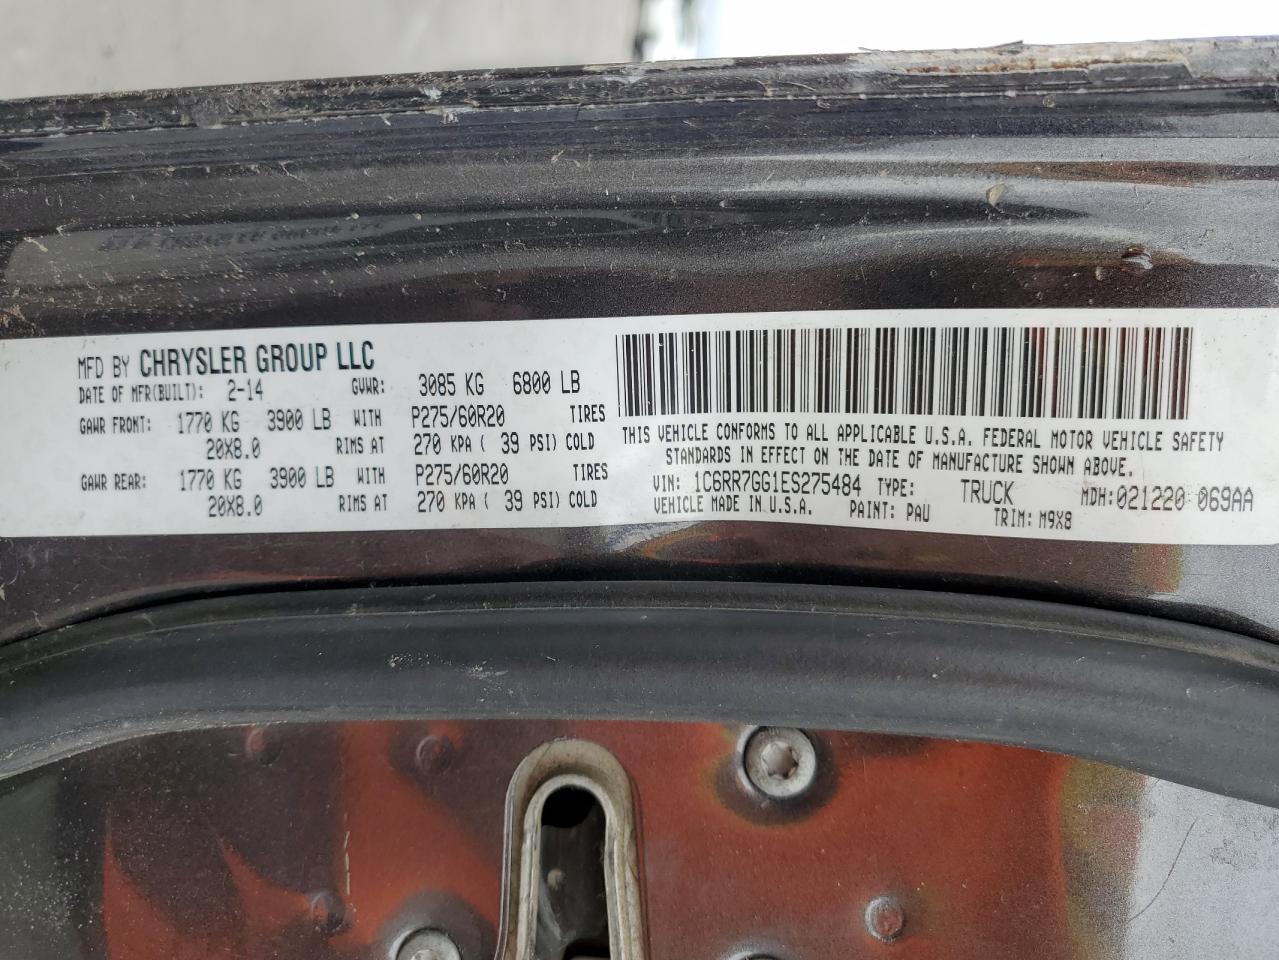 MFD BY CHRYSLER GROUP LLC
DATE OF MFR(BUILT): 2-14 GVWR: 3085 KG 6800 LB
GAWR FRONT: 1770 KG 3900 LB WITH P275/60R20 TIRES
20X8.0 RIMS AT 270 KPA ( 39 PSI) COLD
GAWR REAR: 1770 KG 3900 LB WITH P275/60R20 TIRES
20X8.0 RIMS AT 270 KPA ( 39 PSI) COLD
THIS VEHICLE CONFORMS TO ALL APPLICABLE U.S.A. FEDERAL MOTOR VEHICLE SAFETY
STANDARDS IN EFFECT ON THE DATE OF MANUFACTURE SHOWN ABOVE.
VIN: 1C6RR7GG1ES275484 TYPE: TRUCK MDH:021220 069AA
VEHICLE MADE IN U.S.A. PAINT: PAU TRIM: M9X8